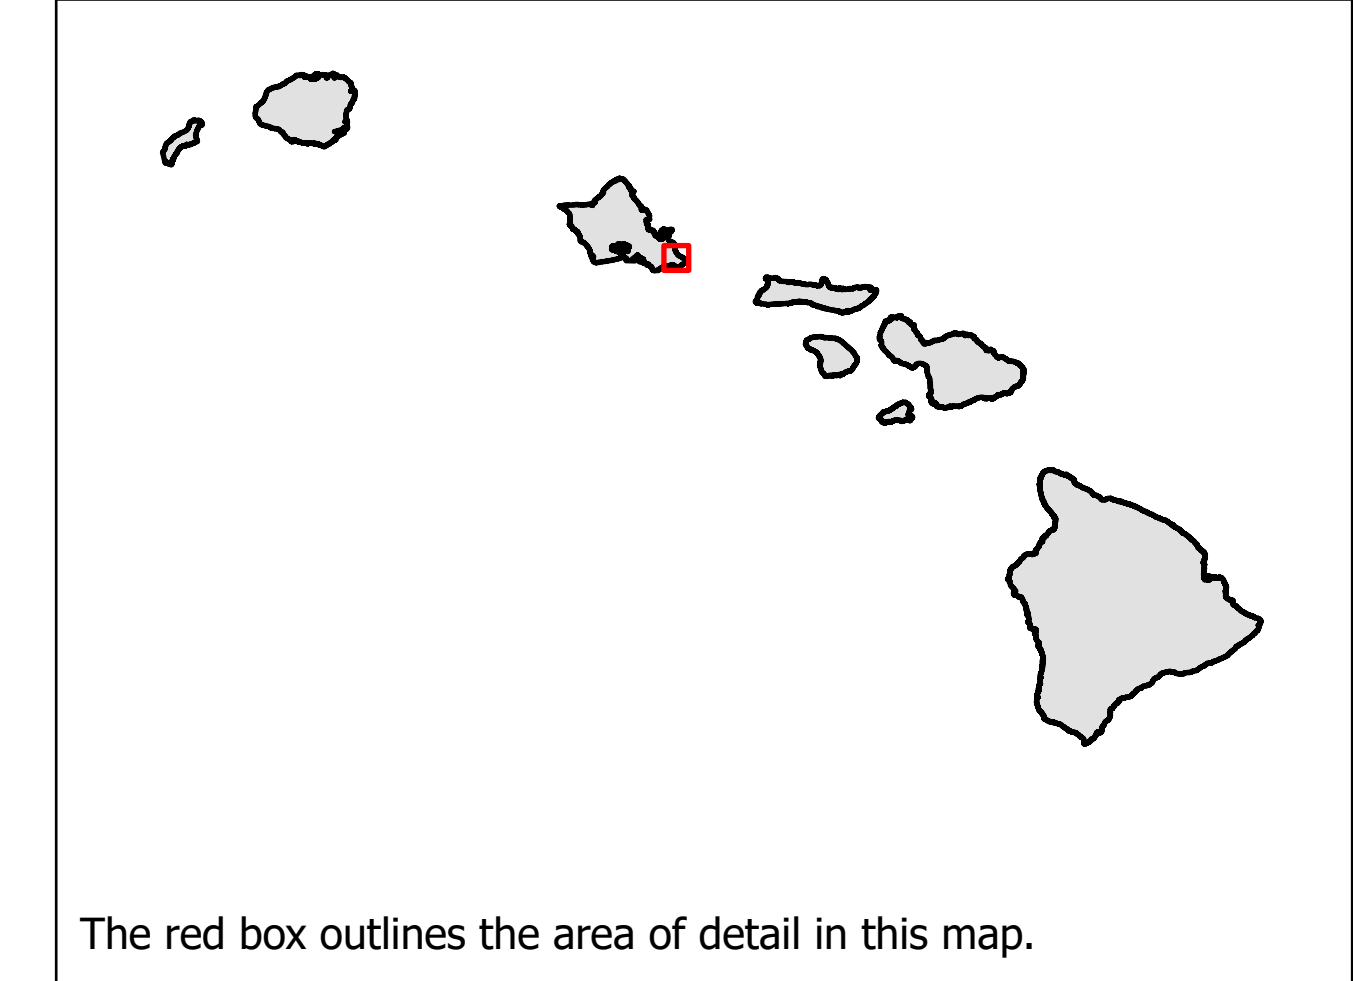 The red box outlines the area of detail in this map.